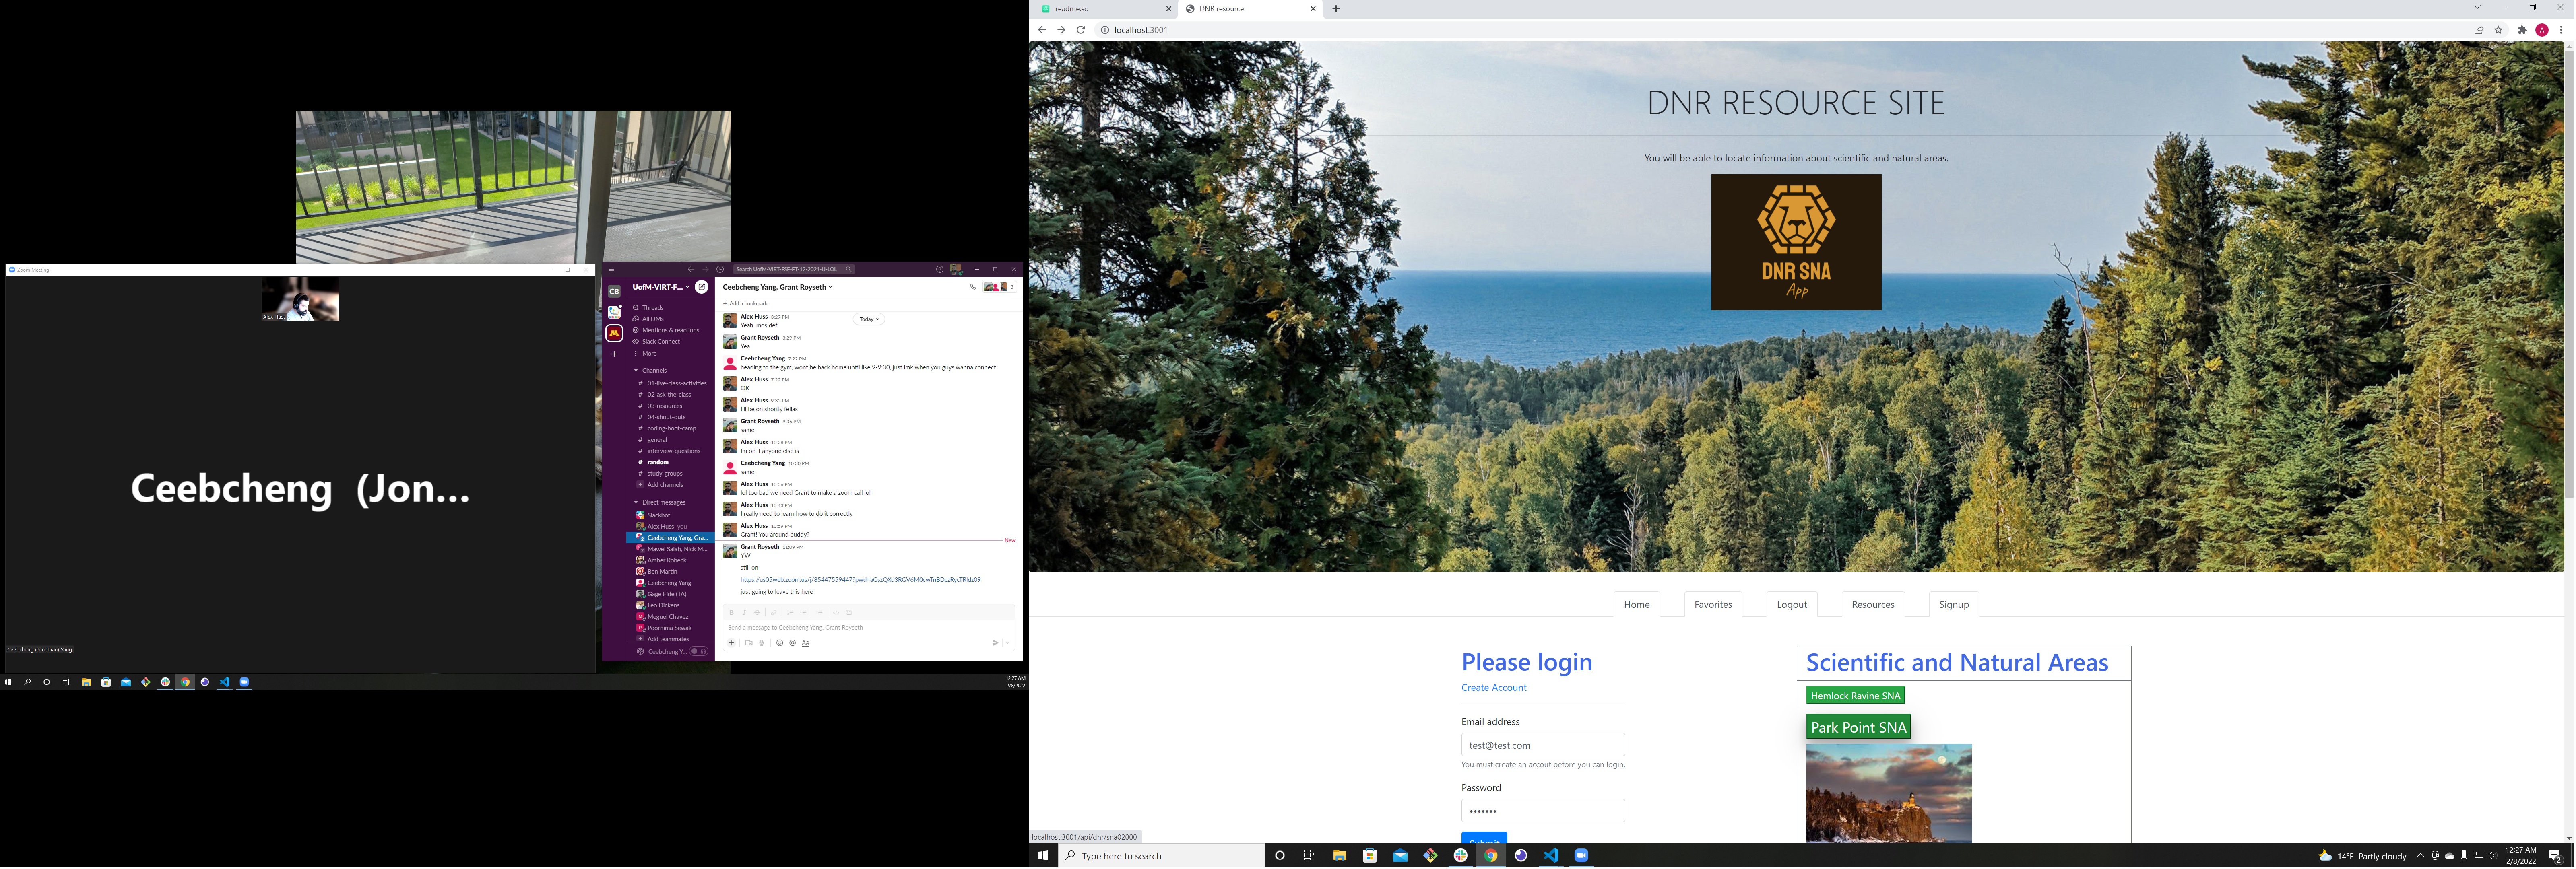 Zoom Meeting
Alex Huss
Ceebcheng (Jon...
Ceebcheng (Jonathan) Yang
Search UofM-VIRT-FSF-FT-12-2021-U-LOL
CB
UofM-VIRT-F...
Threads
All DMs
Mentions & reactions
Slack Connect
More
Channels
# 01-live-class-activities
# 02-ask-the-class
# 03-resources
# 04-shout-outs
# coding-boot-camp
# general
# interview-questions
# random
# study-groups
+ Add channels
Direct messages
Slackbot
Alex Huss you
Ceebcheng Yang, Gra...
Mawel Salah, Nick M...
Amber Robeck
Ben Martin
Ceebcheng Yang
Gage Eide (TA)
Leo Dickens
Meguel Chavez
Poornima Sewak
Add teammates
Ceebcheng Y...
Ceebcheng Yang, Grant Royseth
3
+ Add a bookmark
Today
Alex Huss 3:29 PM
Yeah, mos def
Grant Royseth 3:29 PM
Yea
Ceebcheng Yang 7:22 PM
heading to the gym, wont be back home until like 9-9:30, just lmk when you guys wanna connect.
Alex Huss 7:22 PM
OK
Alex Huss 9:35 PM
I'll be on shortly fellas
Grant Royseth 9:36 PM
same
Alex Huss 10:28 PM
Im on if anyone else is
Ceebcheng Yang 10:30 PM
same
Alex Huss 10:36 PM
lol too bad we need Grant to make a zoom call lol
Alex Huss 10:43 PM
I really need to learn how to do it correctly
Alex Huss 10:59 PM
Grant! You around buddy?
New
Grant Royseth 11:09 PM
YW
still on
just going to leave this here
Send a message to Ceebcheng Yang, Grant Royseth
12:27 AM
2/8/2022
readme.so
DNR resource
localhost:3001
A
DNR RESOURCE SITE
You will be able to locate information about scientific and natural areas.
DNR SNA
App
Home
Favorites
Logout
Resources
Signup
Please login
Create Account
Email address
test@test.com
You must create an accout before you can login.
Password
Submit
Scientific and Natural Areas
Hemlock Ravine SNA
Park Point SNA
localhost:3001/api/dnr/sna02000
Type here to search
14°F Partly cloudy
12:27 AM
2/8/2022
2